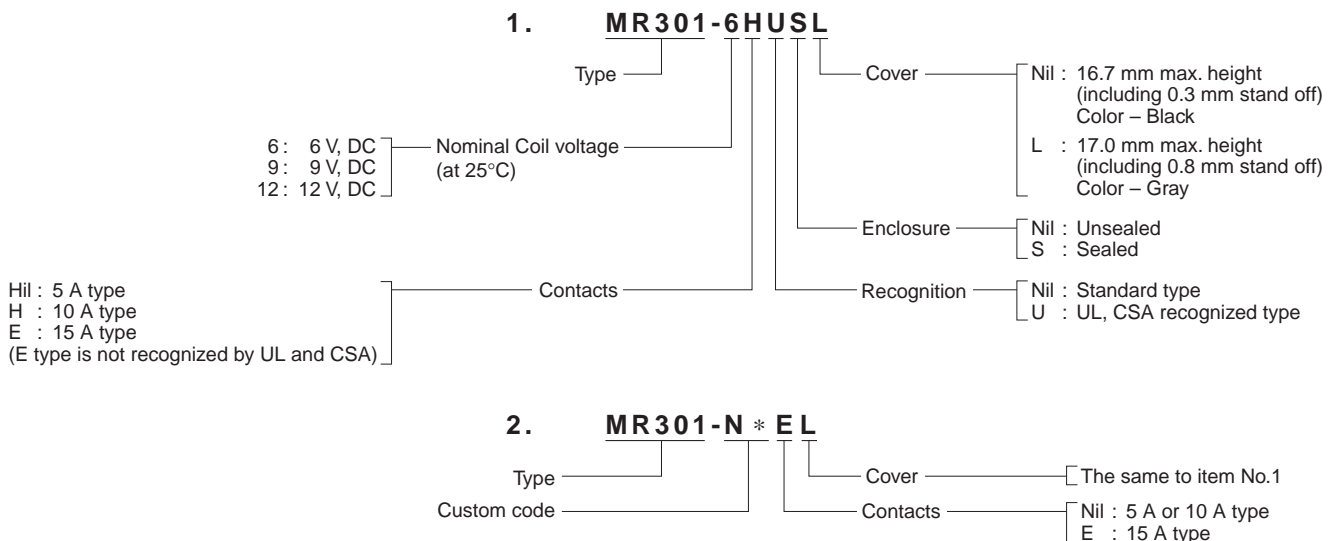 1. MR301-6HUSL
Type
Cover
Nil : 16.7 mm max. height
(including 0.3 mm stand off)
Color – Black
L : 17.0 mm max. height
(including 0.8 mm stand off)
Color – Gray
6 : 6 V, DC
9 : 9 V, DC
12 : 12 V, DC
Nominal Coil voltage
(at 25°C)
Enclosure
Nil : Unsealed
S : Sealed
Hil : 5 A type
H : 10 A type
E : 15 A type
(E type is not recognized by UL and CSA)
Contacts
Recognition
Nil : Standard type
U : UL, CSA recognized type
2. MR301-N * EL
Type
Cover
The same to item No.1
Custom code
Contacts
Nil : 5 A or 10 A type
E : 15 A type